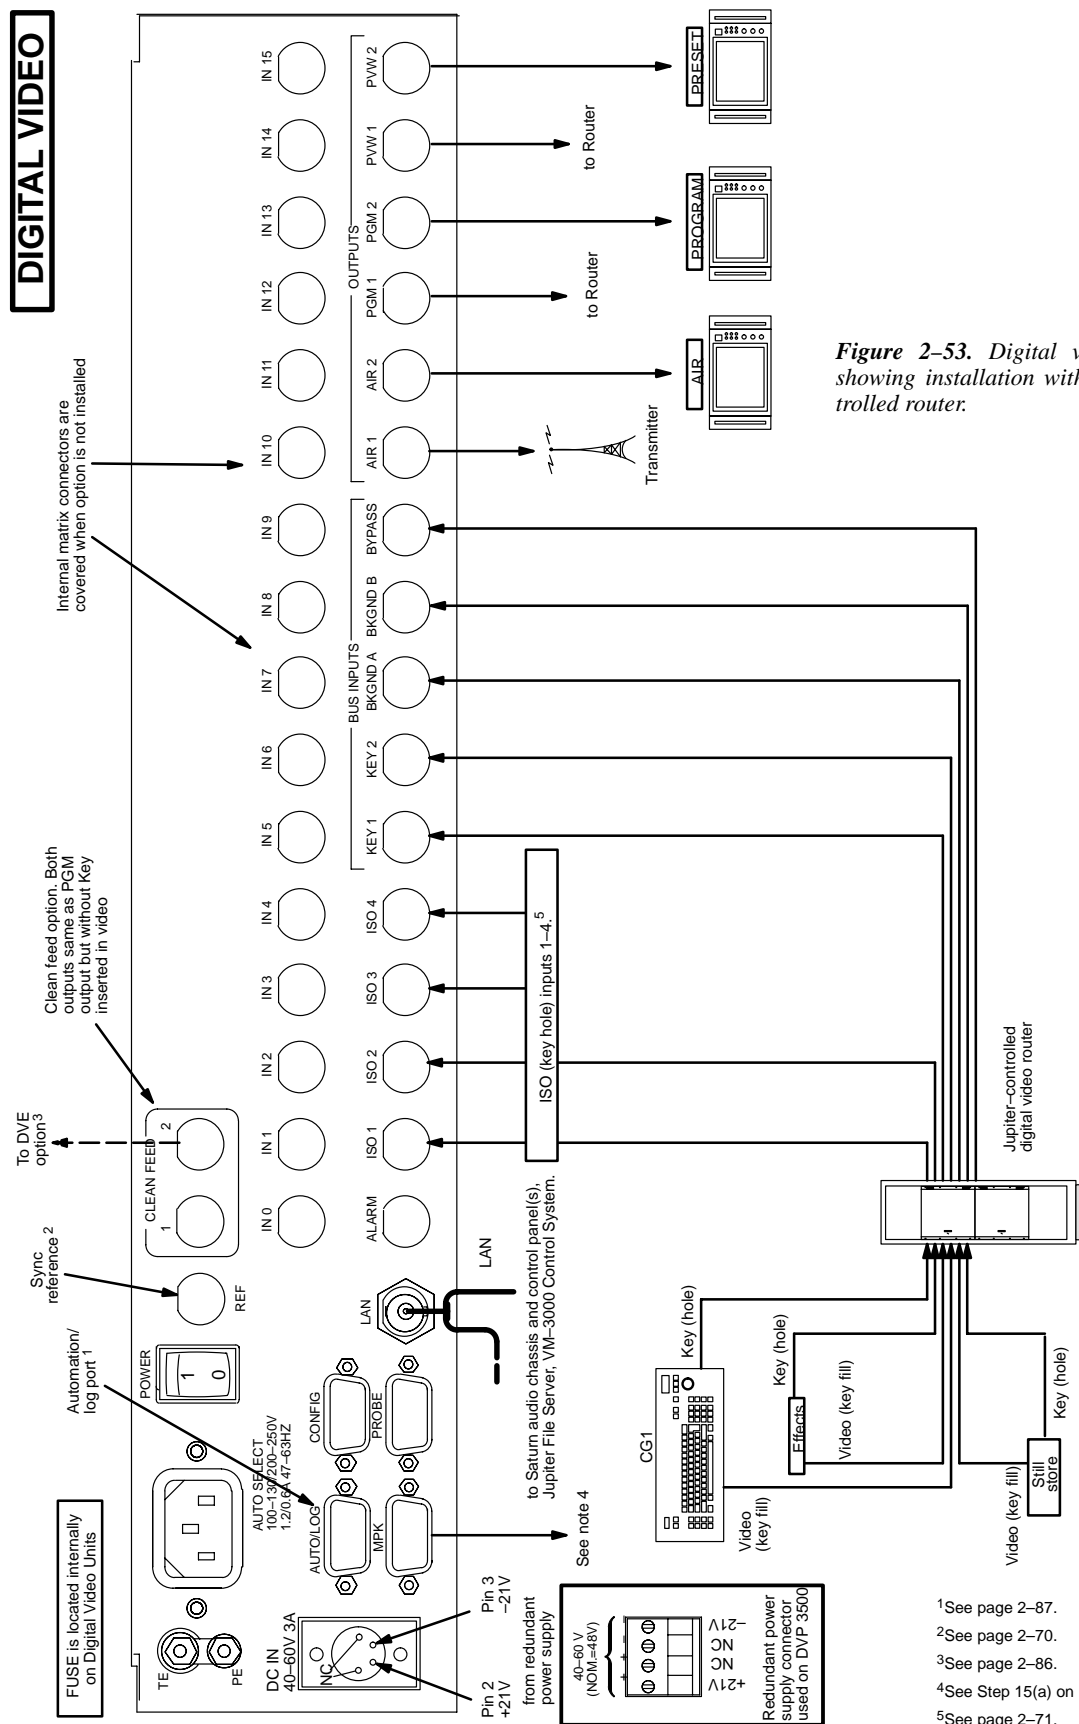 DIGITAL VIDEO
FUSE is located internally
on Digital Video Units
Automation/
log port 1
Sync
reference 2
To DVE
option3
Clean feed option. Both
outputs same as PGM
output but without Key
inserted in video
Internal matrix connectors are
covered when option is not installed
TE
PE
AUTO SELECT
100–130/200–250V
1.2/0.6A 47–63HZ
POWER
1
0
REF
CLEAN FEED
1
2
DC IN
40–60V 3A
NC
AUTO/LOG
CONFIG
MPK
PROBE
LAN
IN 0
IN 1
IN 2
IN 3
IN 4
IN 5
IN 6
IN 7
IN 8
IN 9
IN 10
IN 11
IN 12
IN 13
IN 14
IN 15
BUS INPUTS
OUTPUTS
ALARM
ISO 1
ISO 2
ISO 3
ISO 4
KEY 1
KEY 2
BKGND A
BKGND B
BYPASS
AIR 1
AIR 2
PGM 1
PGM 2
PVW 1
PVW 2
Pin 2
+21V
Pin 3
–21V
from redundant
power supply
See note 4
LAN
to Saturn audio chassis and control panel(s),
Jupiter File Server, VM–3000 Control System.
ISO (key hole) inputs 1–4.5
Transmitter
to Router
to Router
AIR
PROGRAM
PRESET
40–60 V
(NOM.=48V)
+ – + –
+21V
NC
NC
–21V
Redundant power
supply connector
used on DVP 3500
CG1
Video
(key fill)
Key (hole)
Effects
Key (hole)
Video (key fill)
Still
store
Video (key fill)
Key (hole)
Jupiter–controlled
digital video router
Figure 2–53. Digital v
showing installation with
trolled router.
1See page 2–87.
2See page 2–70.
3See page 2–86.
4See Step 15(a) on
5See page 2–71.